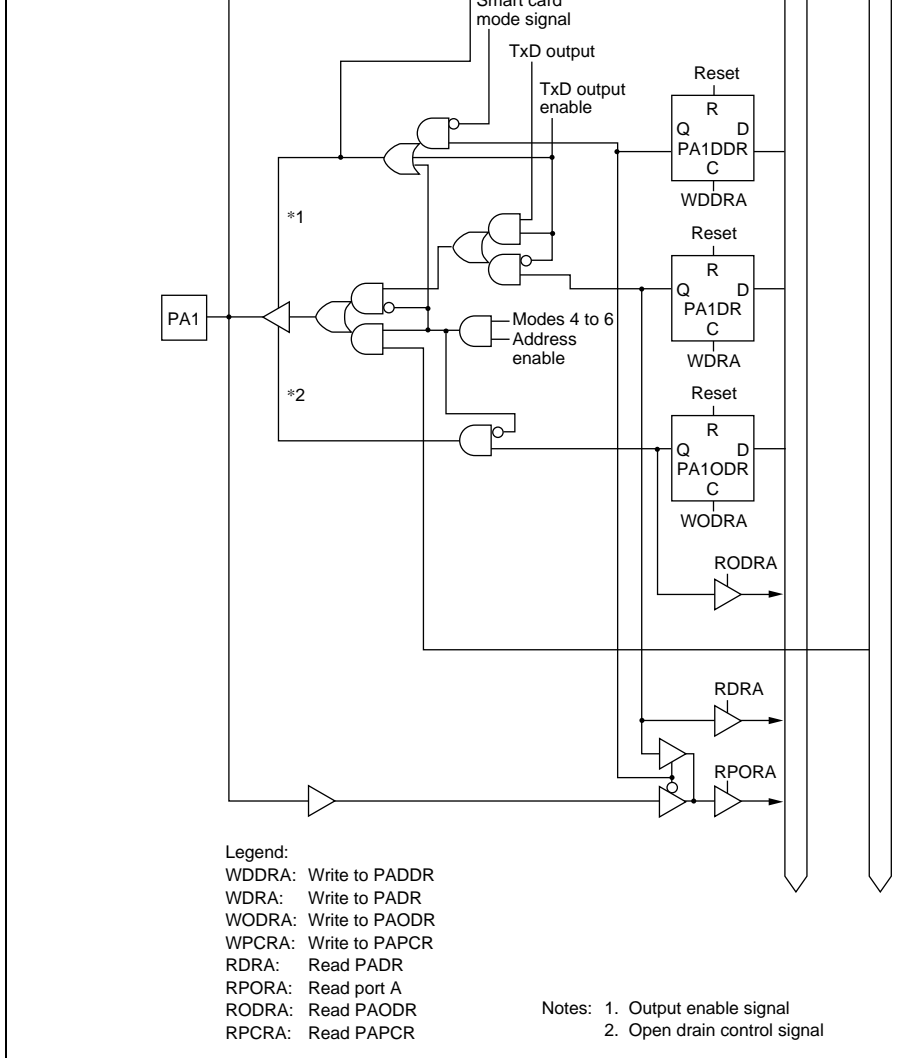 Smart card
mode signal
TxD output
TxD output
enable
Reset
R
Q D
PA1DDR
C
WDDRA
*1
Reset
R
Q D
PA1DR
C
WDRA
PA1
Modes 4 to 6
Address
enable
*2
Reset
R
Q D
PA1ODR
C
WODRA
RODRA
RDRA
RPORA
Legend:
WDDRA: Write to PADDR
WDRA: Write to PADR
WODRA: Write to PAODR
WPCRA: Write to PAPCR
RDRA: Read PADR
RPORA: Read port A
RODRA: Read PAODR
RPCRA: Read PAPCR
Notes: 1. Output enable signal
2. Open drain control signal